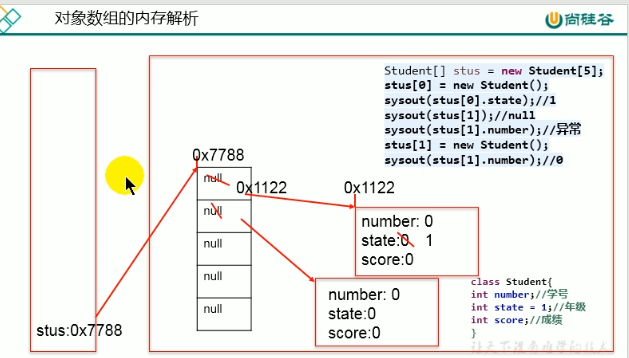 对象数组的内存解析
尚硅谷
Student[] stus = new Student[5];
stus[0] = new Student();
sysout(stus[0].state);//1
sysout(stus[1]);//null
sysout(stus[1].number);//异常
stus[1] = new Student();
sysout(stus[1].number);//0
0x7788
null
0x1122
0x1122
null
null
null
null
number: 0
state:0 1
score:0
number: 0
state:0
score:0
stus:0x7788
class Student{
int number;//学号
int state = 1;//年级
int score;//成绩
}
让天下没有难学的技术